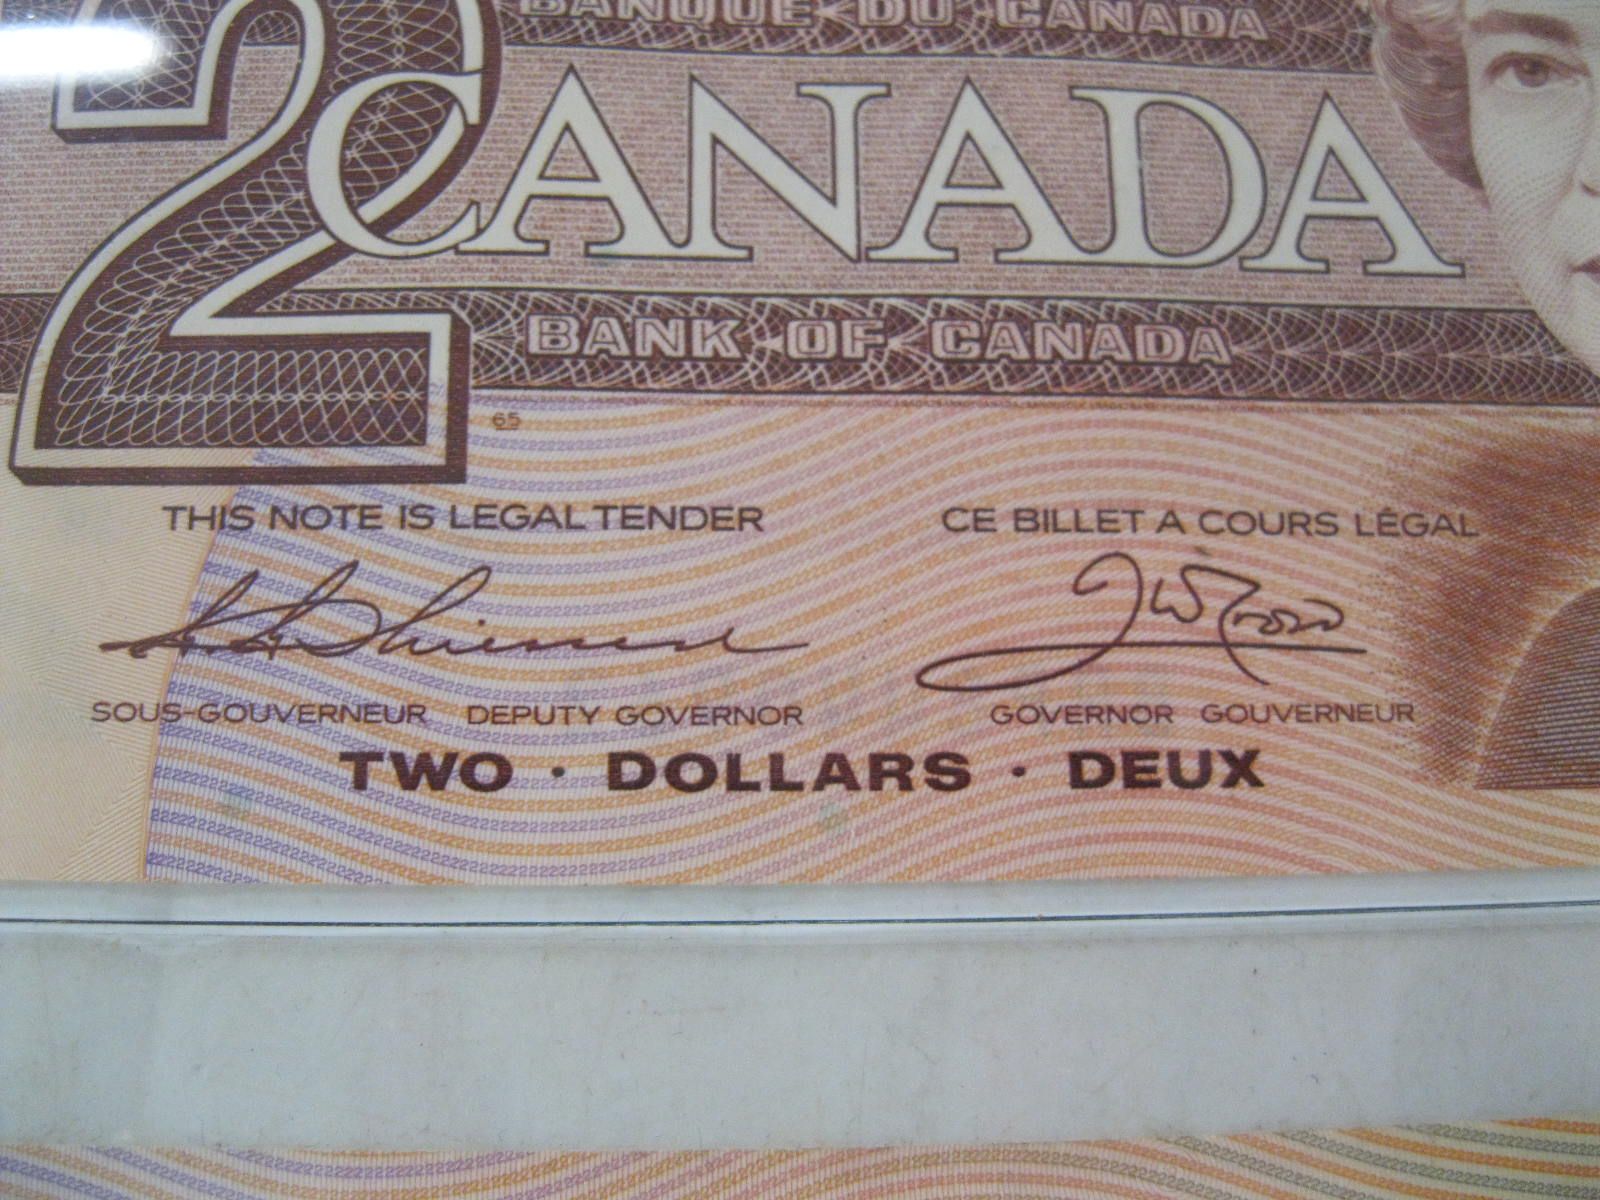 BANQUE DU CANADA
2 CANADA
BANK OF CANADA
65
THIS NOTE IS LEGAL TENDER
CE BILLET A COURS LÉGAL
SOUS-GOUVERNEUR DEPUTY GOVERNOR
GOVERNOR GOUVERNEUR
TWO · DOLLARS · DEUX